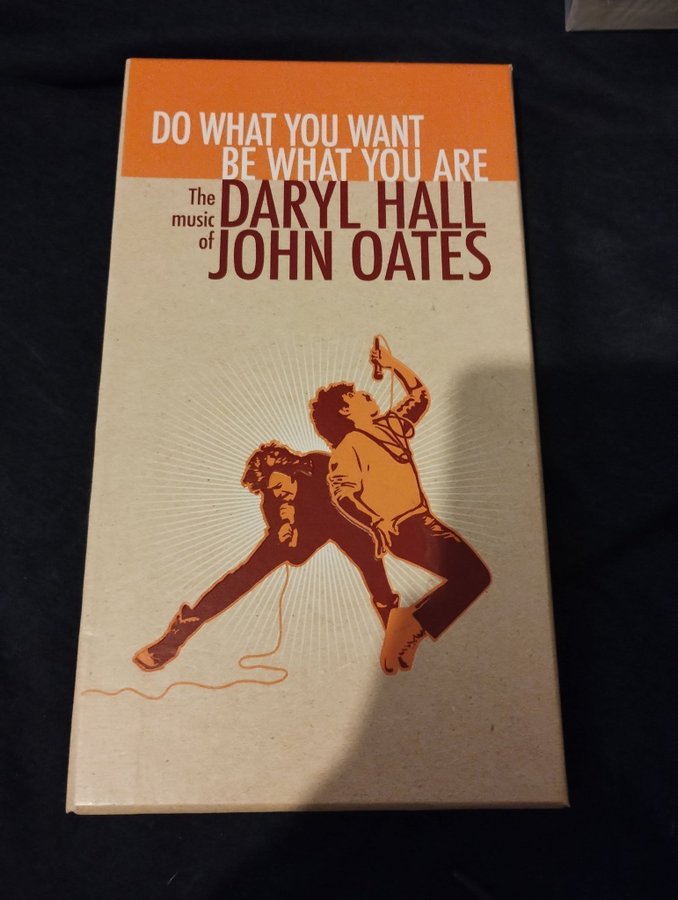 DO WHAT YOU WANT
BE WHAT YOU ARE
The music of
DARYL HALL
JOHN OATES